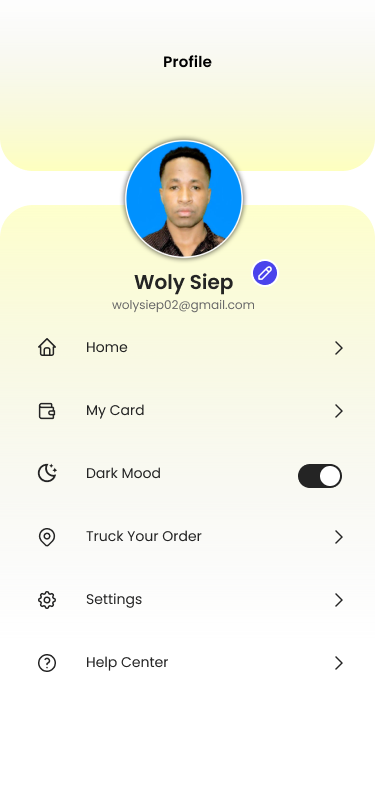 Profile
Woly Siep
wolysiep02@gmail.com
Home
My Card
Dark Mood
Truck Your Order
Settings
Help Center